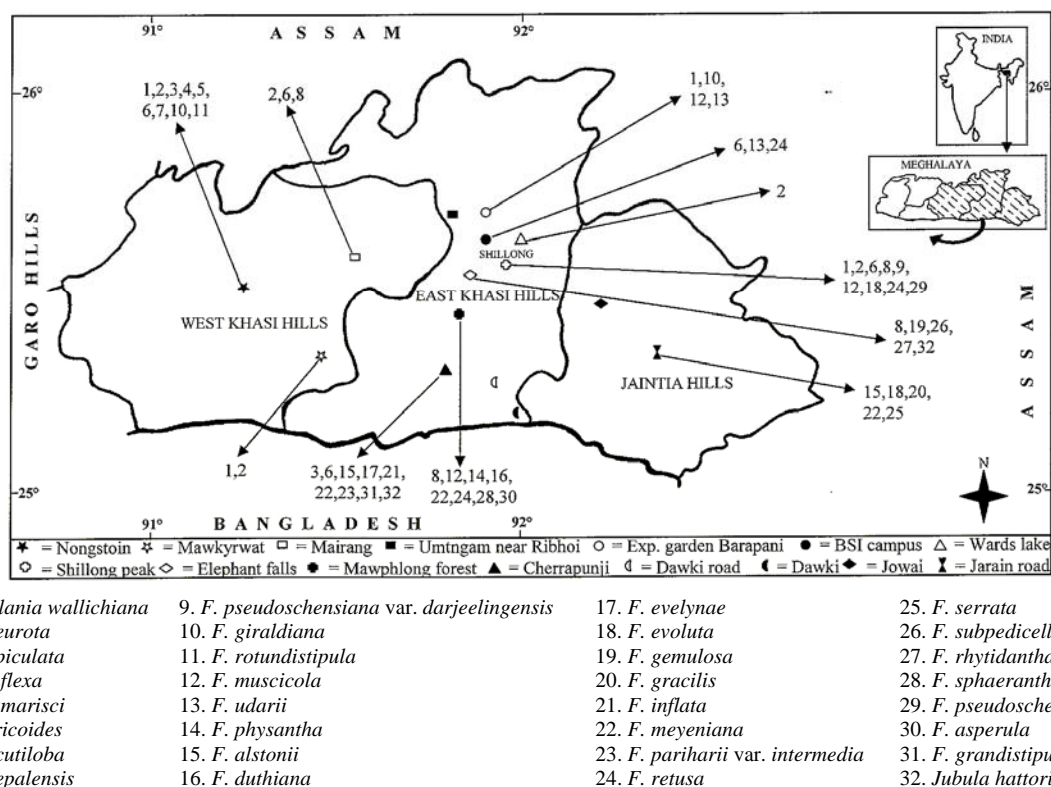 91° 92°
A S S A M
INDIA
26° 26°
1,2,3,4,5,
6,7,10,11
2,6,8
1,10,
12,13
6,13,24
MEGHALAYA
2
SHILLONG
GARO HILLS
EAST KHASI HILLS
WEST KHASI HILLS
JAINTIA HILLS
1,2,6,8,9,
12,18,24,29
8,19,26,
27,32
15,18,20,
22,25
A S S A M
1,2
3,6,15,17,21,
22,23,31,32
8,12,14,16,
22,24,28,30
N
25° 25°
91° 92°
B A N G L A D E S H
= Nongstoin = Mawkyrwat = Mairang = Umtngam near Ribhoi = Exp. garden Barapani = BSI campus = Wards lake
= Shillong peak = Elephant falls = Mawphlong forest = Cherrapunji = Dawki road = Dawki = Jowai = Jarain road
wallichiana 9. F. pseudoschensiana var. darjeelingensis 17. F. evelynae 25. F. serrata
10. F. giraldiana 18. F. evoluta 26. F. subpedicell
11. F. rotundistipula 19. F. gemulosa 27. F. rhytidantha
12. F. muscicola 20. F. gracilis 28. F. sphaeranth
13. F. udarii 21. F. inflata 29. F. pseudosche
14. F. physantha 22. F. meyeniana 30. F. asperula
15. F. alstonii 23. F. pariharii var. intermedia 31. F. grandistipu
16. F. duthiana 24. F. retusa 32. Jubula hattori